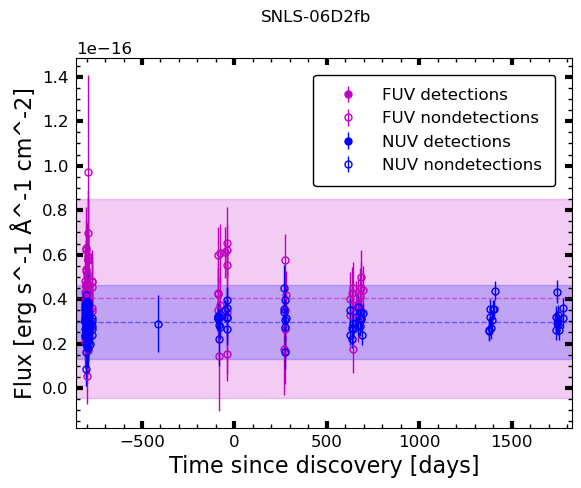 SNLS-06D2fb
1e−16
FUV detections
FUV nondetections
NUV detections
NUV nondetections
1.4
1.2
1.0
0.8
0.6
0.4
0.2
0.0
Flux [erg s^-1 Å^-1 cm^-2]
−500 0 500 1000 1500
Time since discovery [days]